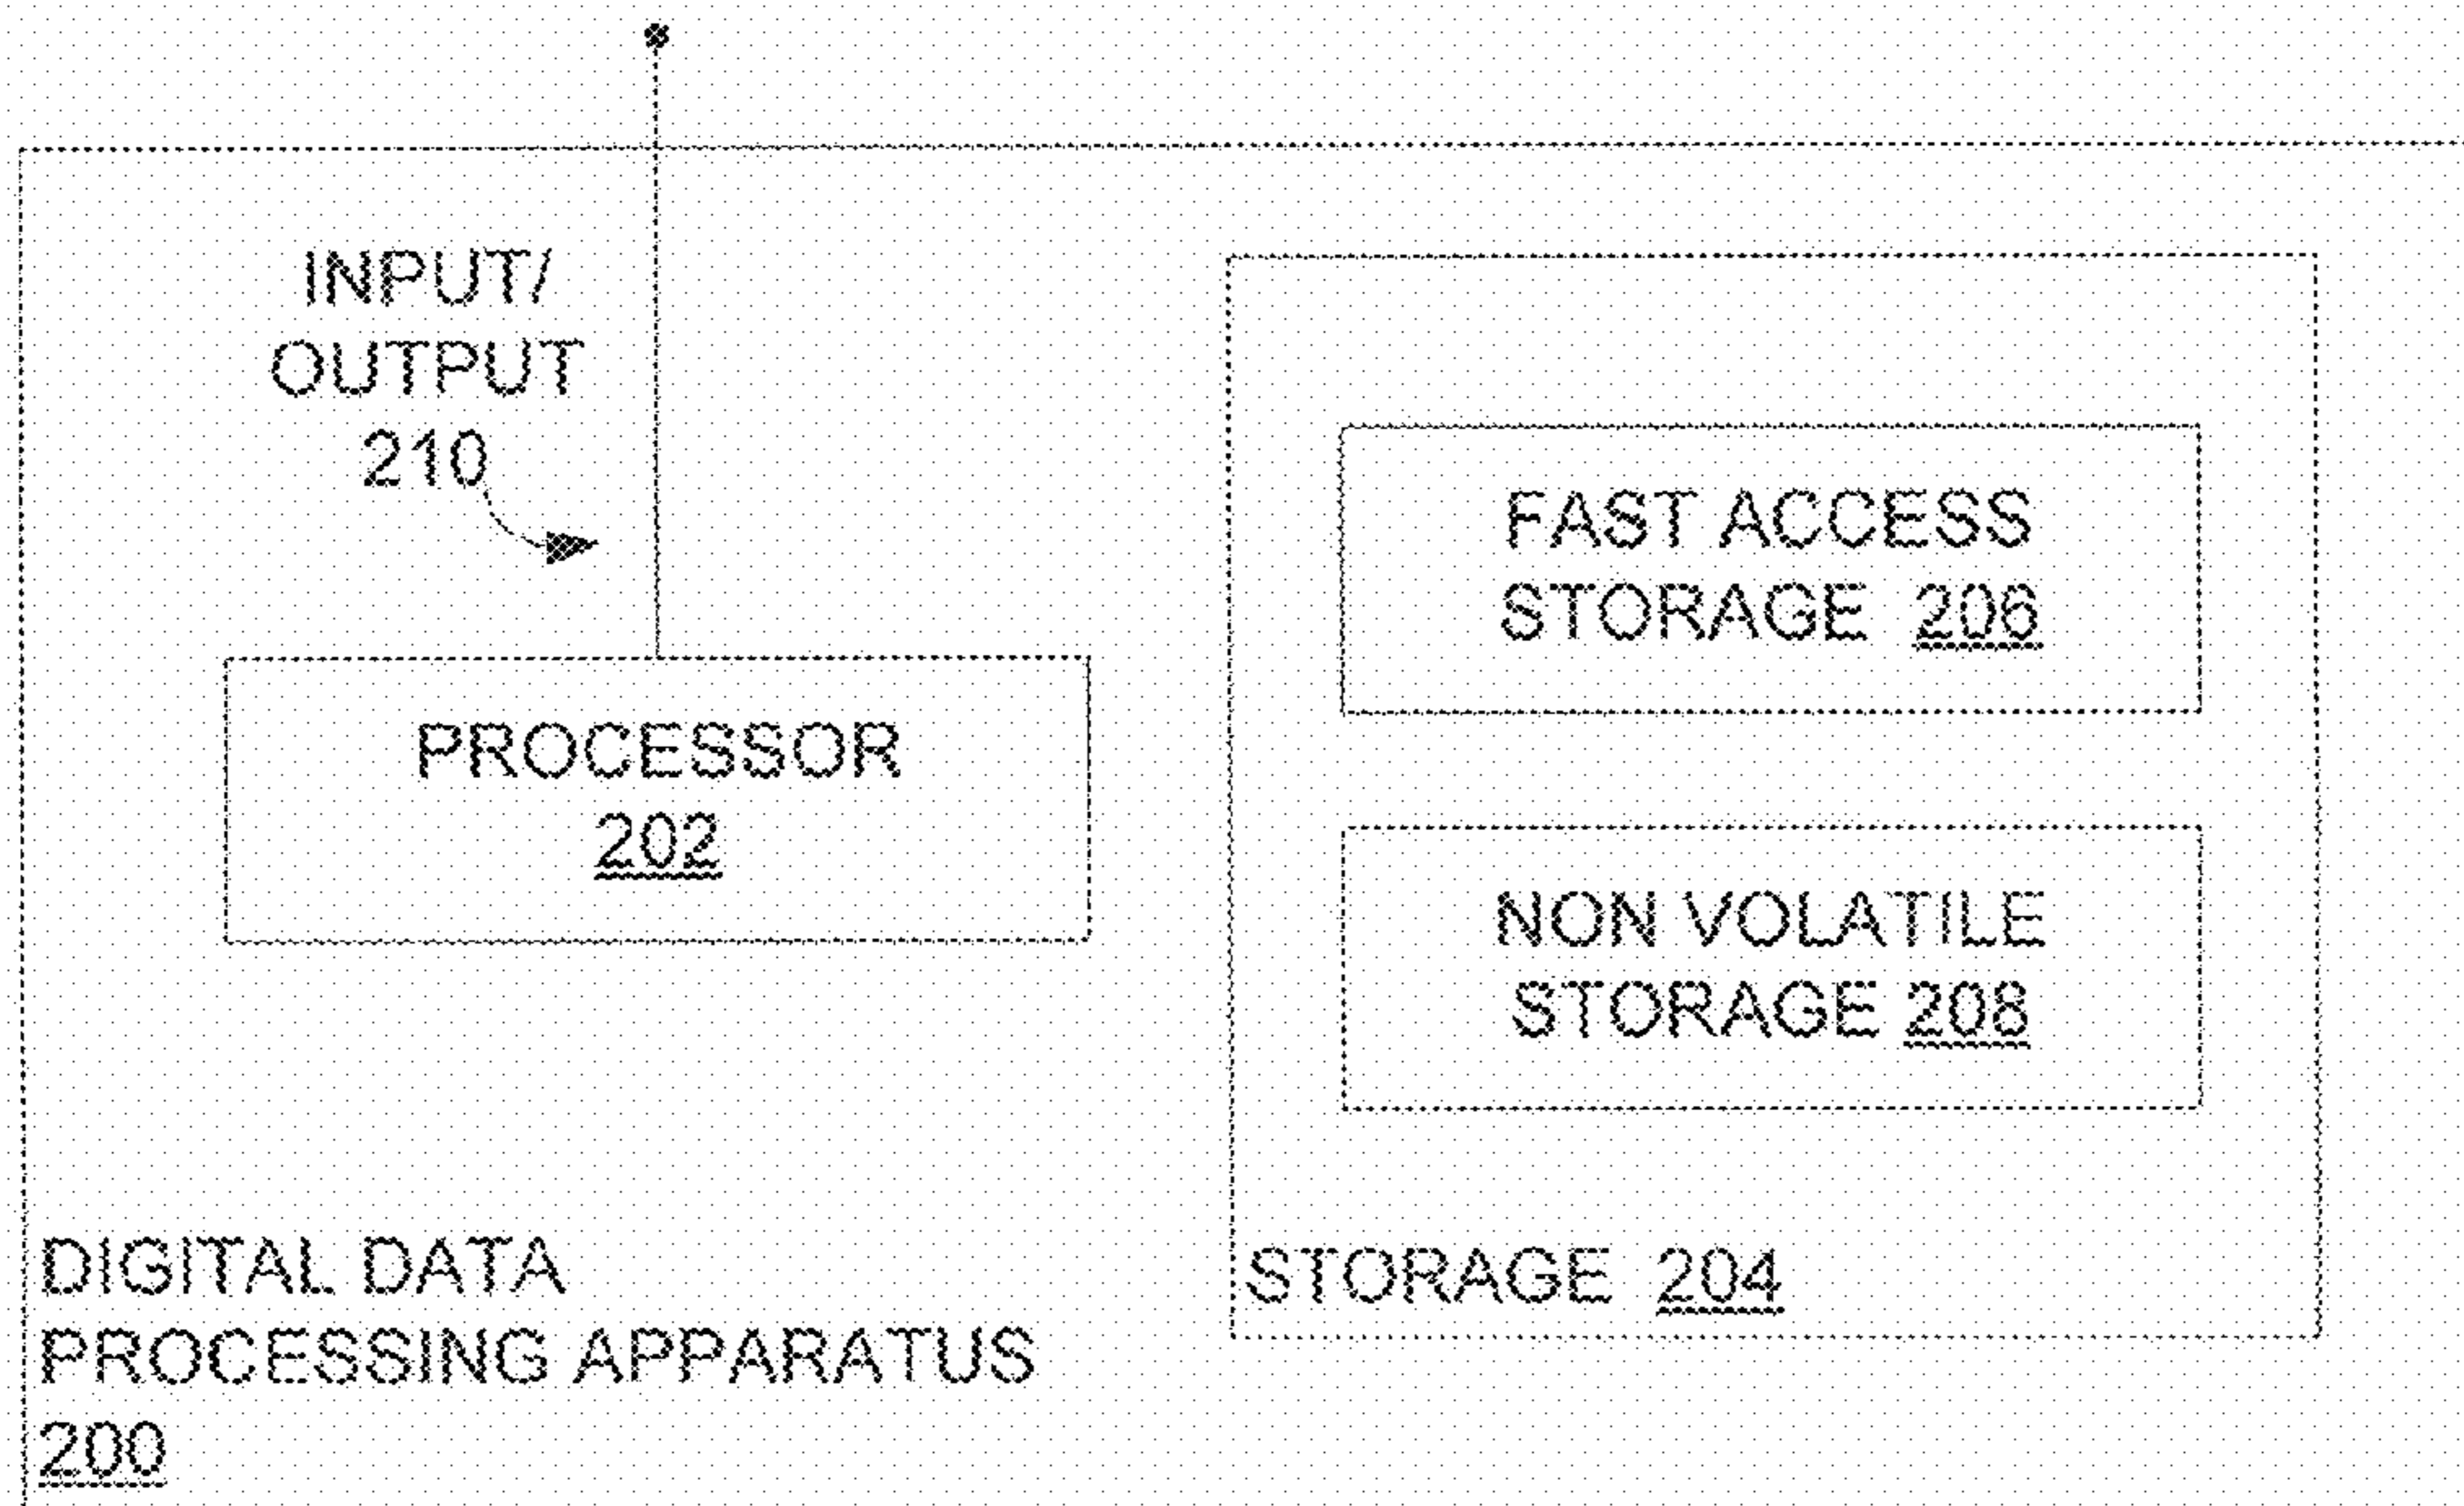 INPUT/
OUTPUT
210
PROCESSOR
202
FAST ACCESS
STORAGE 206
NON VOLATILE
STORAGE 208
STORAGE 204
DIGITAL DATA
PROCESSING APPARATUS
200